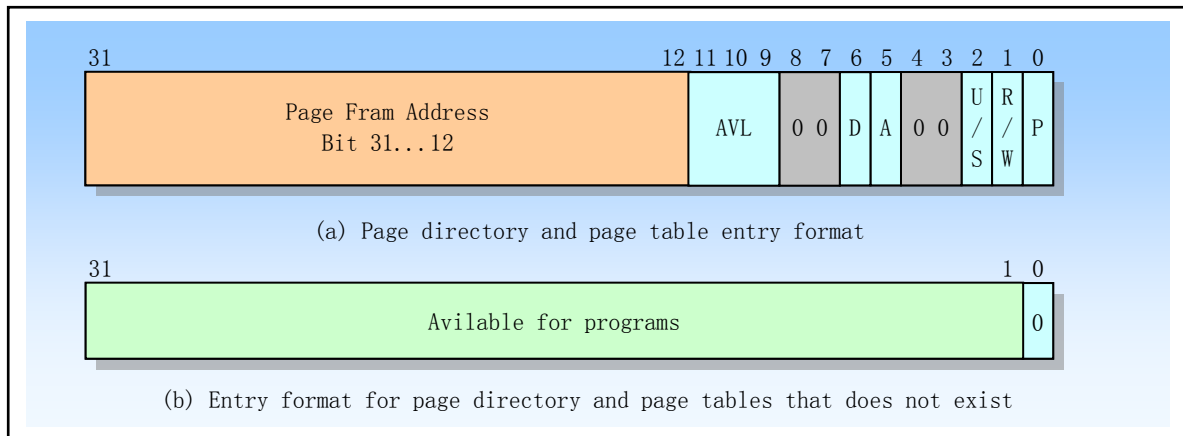 31 12 11 10 9 8 7 6 5 4 3 2 1 0
Page Fram Address
Bit 31...12
AVL
0 0
D
A
0 0
U
/
S
R
/
W
P
(a) Page directory and page table entry format
31 1 0
Avilable for programs
0
(b) Entry format for page directory and page tables that does not exist